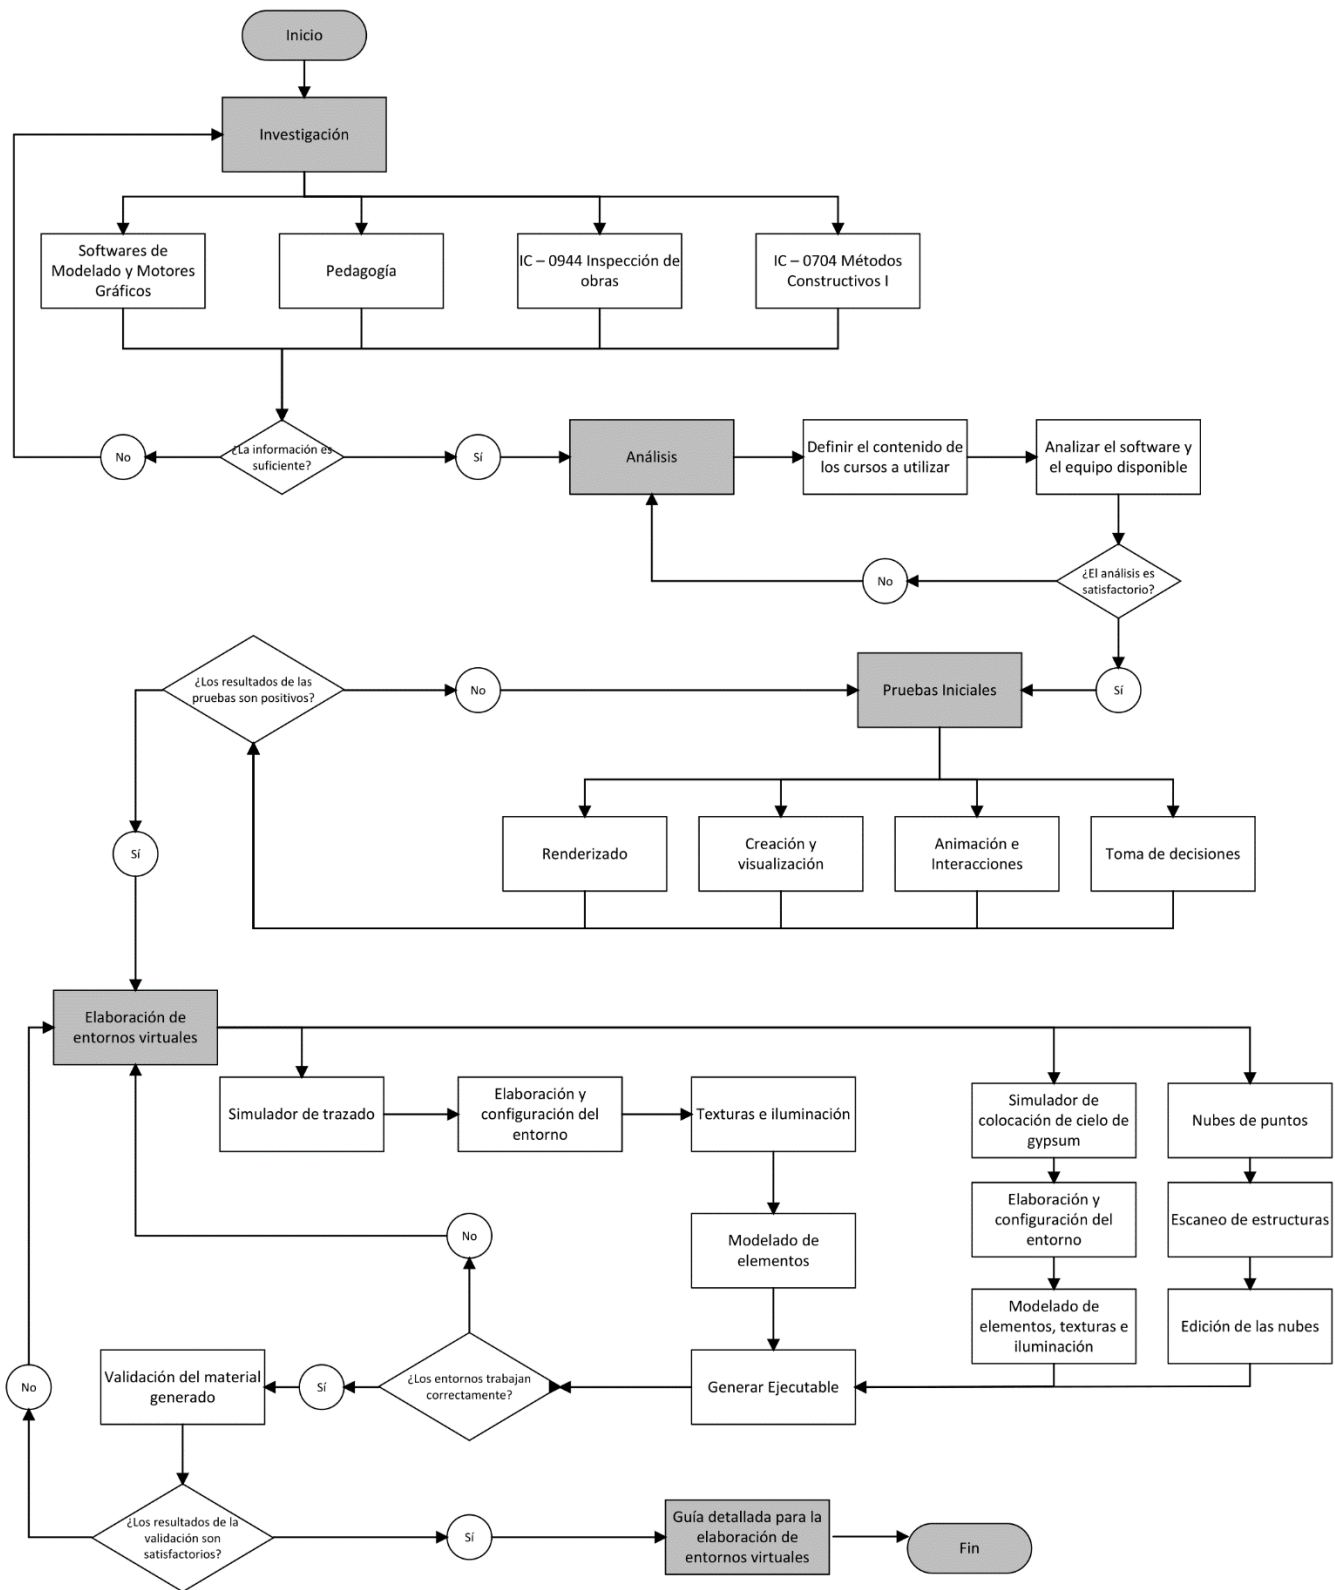 Inicio
Investigación
Softwares de
Modelado y Motores
Gráficos
Pedagogía
IC – 0944 Inspección de
obras
IC – 0704 Métodos
Constructivos I
No
¿La información es
suficiente?
Sí
Análisis
Definir el contenido de
los cursos a utilizar
Analizar el software y
el equipo disponible
No
¿El análisis es
satisfactorio?
¿Los resultados de las
pruebas son positivos?
No
Pruebas Iniciales
Sí
Sí
Renderizado
Creación y
visualización
Animación e
Interacciones
Toma de decisiones
Elaboración de
entornos virtuales
Simulador de trazado
Elaboración y
configuración del
entorno
Texturas e iluminación
Simulador de
colocación de cielo de
gypsum
Nubes de puntos
No
Modelado de
elementos
Elaboración y
configuración del
entorno
Escaneo de estructuras
Modelado de
elementos, texturas e
iluminación
Edición de las nubes
No
Validación del material
generado
Sí
¿Los entornos trabajan
correctamente?
Generar Ejecutable
¿Los resultados de la
validación son
satisfactorios?
Sí
Guía detallada para la
elaboración de
entornos virtuales
Fin